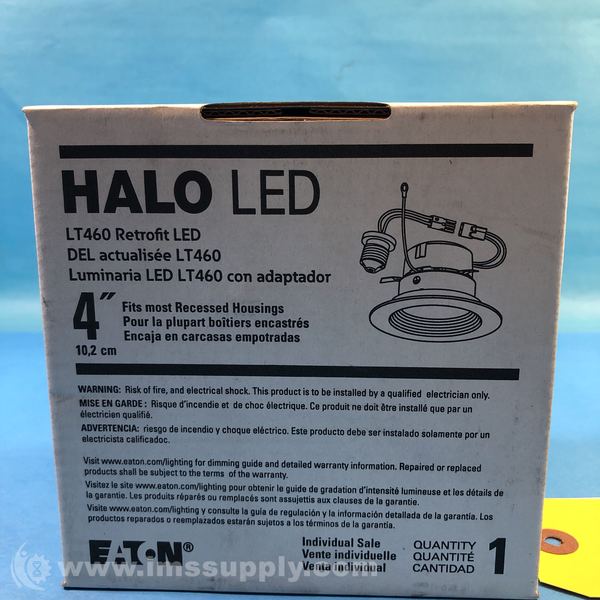 HALO LED
LT460 Retrofit LED
DEL actualisée LT460
Luminaria LED LT460 con adaptador
4″
10,2 cm
Fits most Recessed Housings
Pour la plupart boîtiers encastrés
Encaja en carcasas empotradas
WARNING: Risk of fire, and electrical shock. This product is to be installed by a qualified electrician only.
MISE EN GARDE : Risque d'incendie et de choc électrique. Ce produit ne doit être installé que par un
électricien qualifié.
ADVERTENCIA: riesgo de incendio y choque eléctrico. Este producto debe ser instalado solamente por un
electricista calificado.
Visit www.eaton.com/lighting for dimming guide and detailed warranty information. Repaired or replaced
products shall be subject to the terms of the warranty.
Visitez le site www.eaton.com/lighting pour obtenir le guide de gradation d'intensité lumineuse et les détails de
la garantie. Les produits réparés ou remplacés sont assujettis aux clauses de la garantie.
Visite www.eaton.com/lighting y consulte la guía de regulación y la información detallada de la garantía. Los
productos reparados o reemplazados estarán sujetos a los términos de la garantía.
EATON®
Individual Sale
Vente individuelle
Venta individual
QUANTITY
QUANTITÉ
CANTIDAD
1
www.imssupply.com